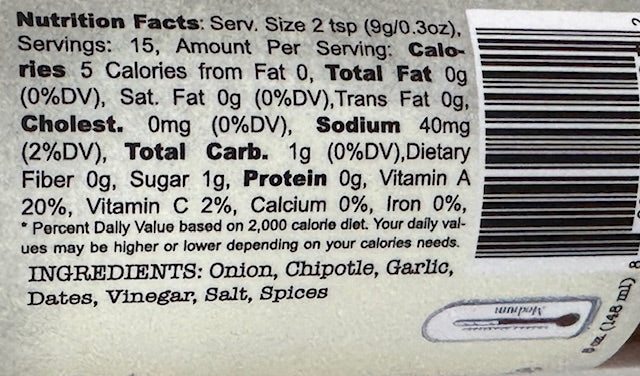 Nutrition Facts: Serv. Size 2 tsp (9g/0.3oz),
Servings: 15, Amount Per Serving: Calo-
ries 5 Calories from Fat 0, Total Fat 0g
(0%DV), Sat. Fat 0g (0%DV),Trans Fat 0g,
Cholest. 0mg (0%DV), Sodium 40mg
(2%DV), Total Carb. 1g (0%DV),Dietary
Fiber 0g, Sugar 1g, Protein 0g, Vitamin A
20%, Vitamin C 2%, Calcium 0%, Iron 0%,
* Percent Daily Value based on 2,000 calorie diet. Your daily val-
ues may be higher or lower depending on your calories needs.
INGREDIENTS: Onion, Chipotle, Garlic,
Dates, Vinegar, Salt, Spices
Medium
oz. (148 ml)